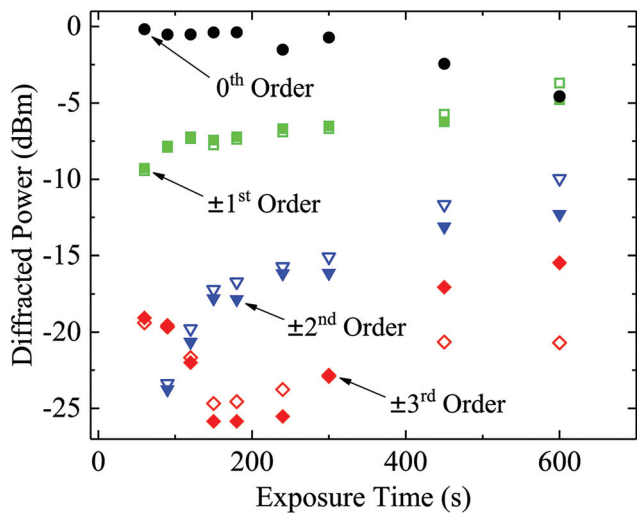 0
-5
-10
-15
-20
-25
Diffracted Power (dBm)
0th Order
±1st Order
±2nd Order
±3rd Order
0
200
400
600
Exposure Time (s)